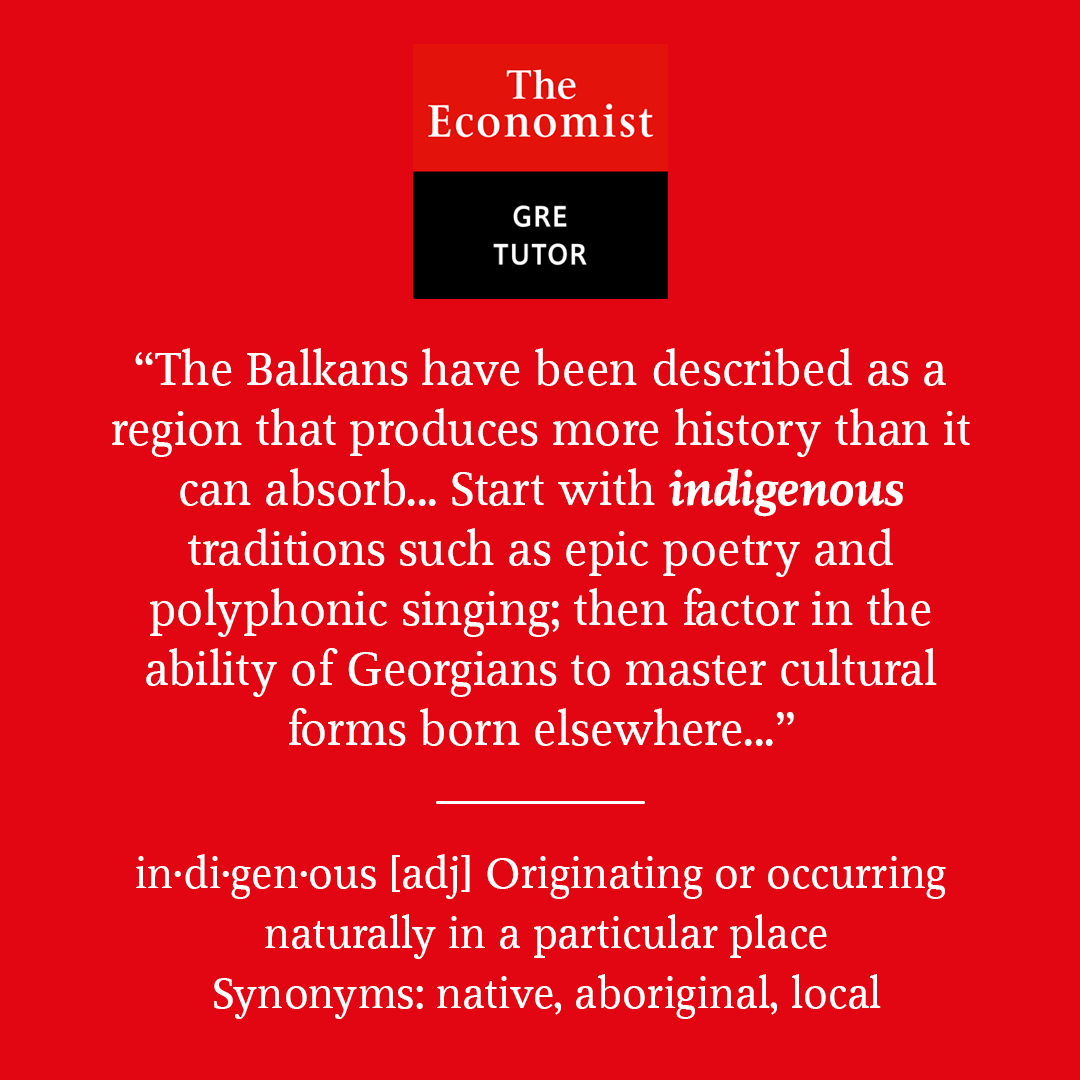 The
Economist
GRE
TUTOR
“The Balkans have been described as a
region that produces more history than it
can absorb... Start with indigenous
traditions such as epic poetry and
polyphonic singing; then factor in the
ability of Georgians to master cultural
forms born elsewhere...”
in·di·gen·ous [adj] Originating or occurring
naturally in a particular place
Synonyms: native, aboriginal, local